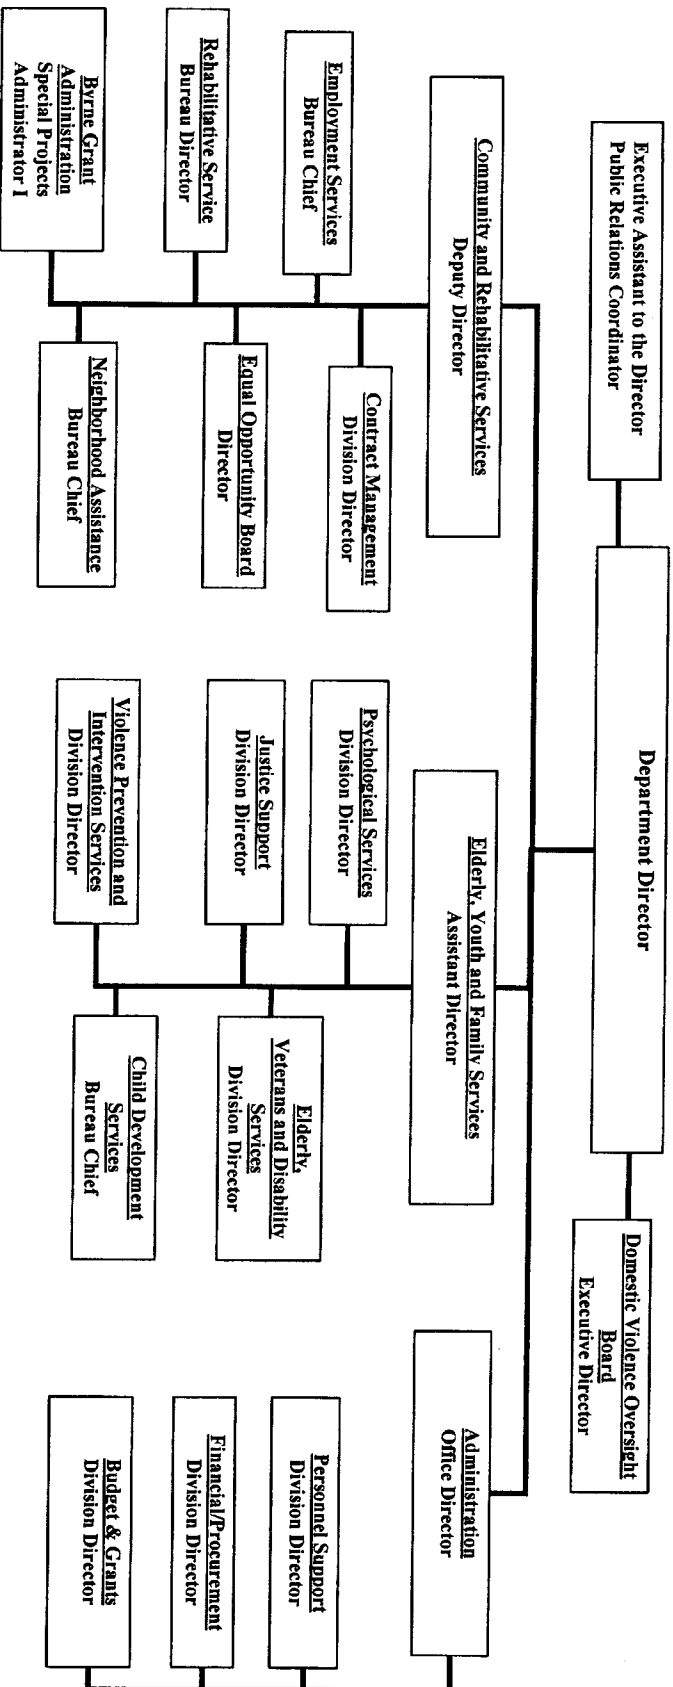 Executive Assistant to the Director
Public Relations Coordinator
Department Director
Domestic Violence Oversight
Board
Executive Director
Community and Rehabilitative Services
Deputy Director
Elderly, Youth and Family Services
Assistant Director
Administration
Office Director
Employment Services
Bureau Chief
Contract Management
Division Director
Rehabilitative Service
Bureau Director
Equal Opportunity Board
Director
Byrne Grant
Administration
Special Projects
Administrator I
Neighborhood Assistance
Bureau Chief
Psychological Services
Division Director
Elderly,
Veterans and Disability
Services
Division Director
Justice Support
Division Director
Child Development
Services
Bureau Chief
Violence Prevention and
Intervention Services
Division Director
Personnel Support
Division Director
Financial/Procurement
Division Director
Budget & Grants
Division Director